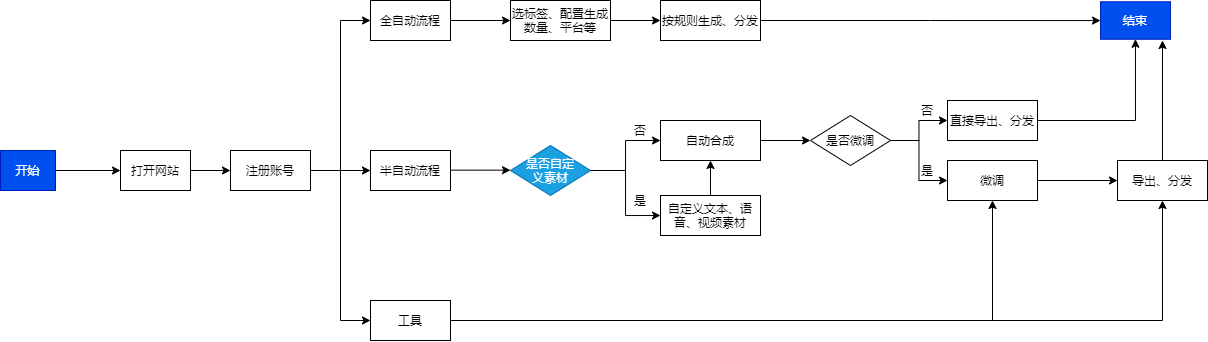 全自动流程
选标签、配置生成
数量、平台等
按规则生成、分发
结束
开始
打开网站
注册账号
半自动流程
是否自定
义素材
否
是
自动合成
自定义文本、语
音、视频素材
是否微调
否
是
直接导出、分发
微调
导出、分发
工具